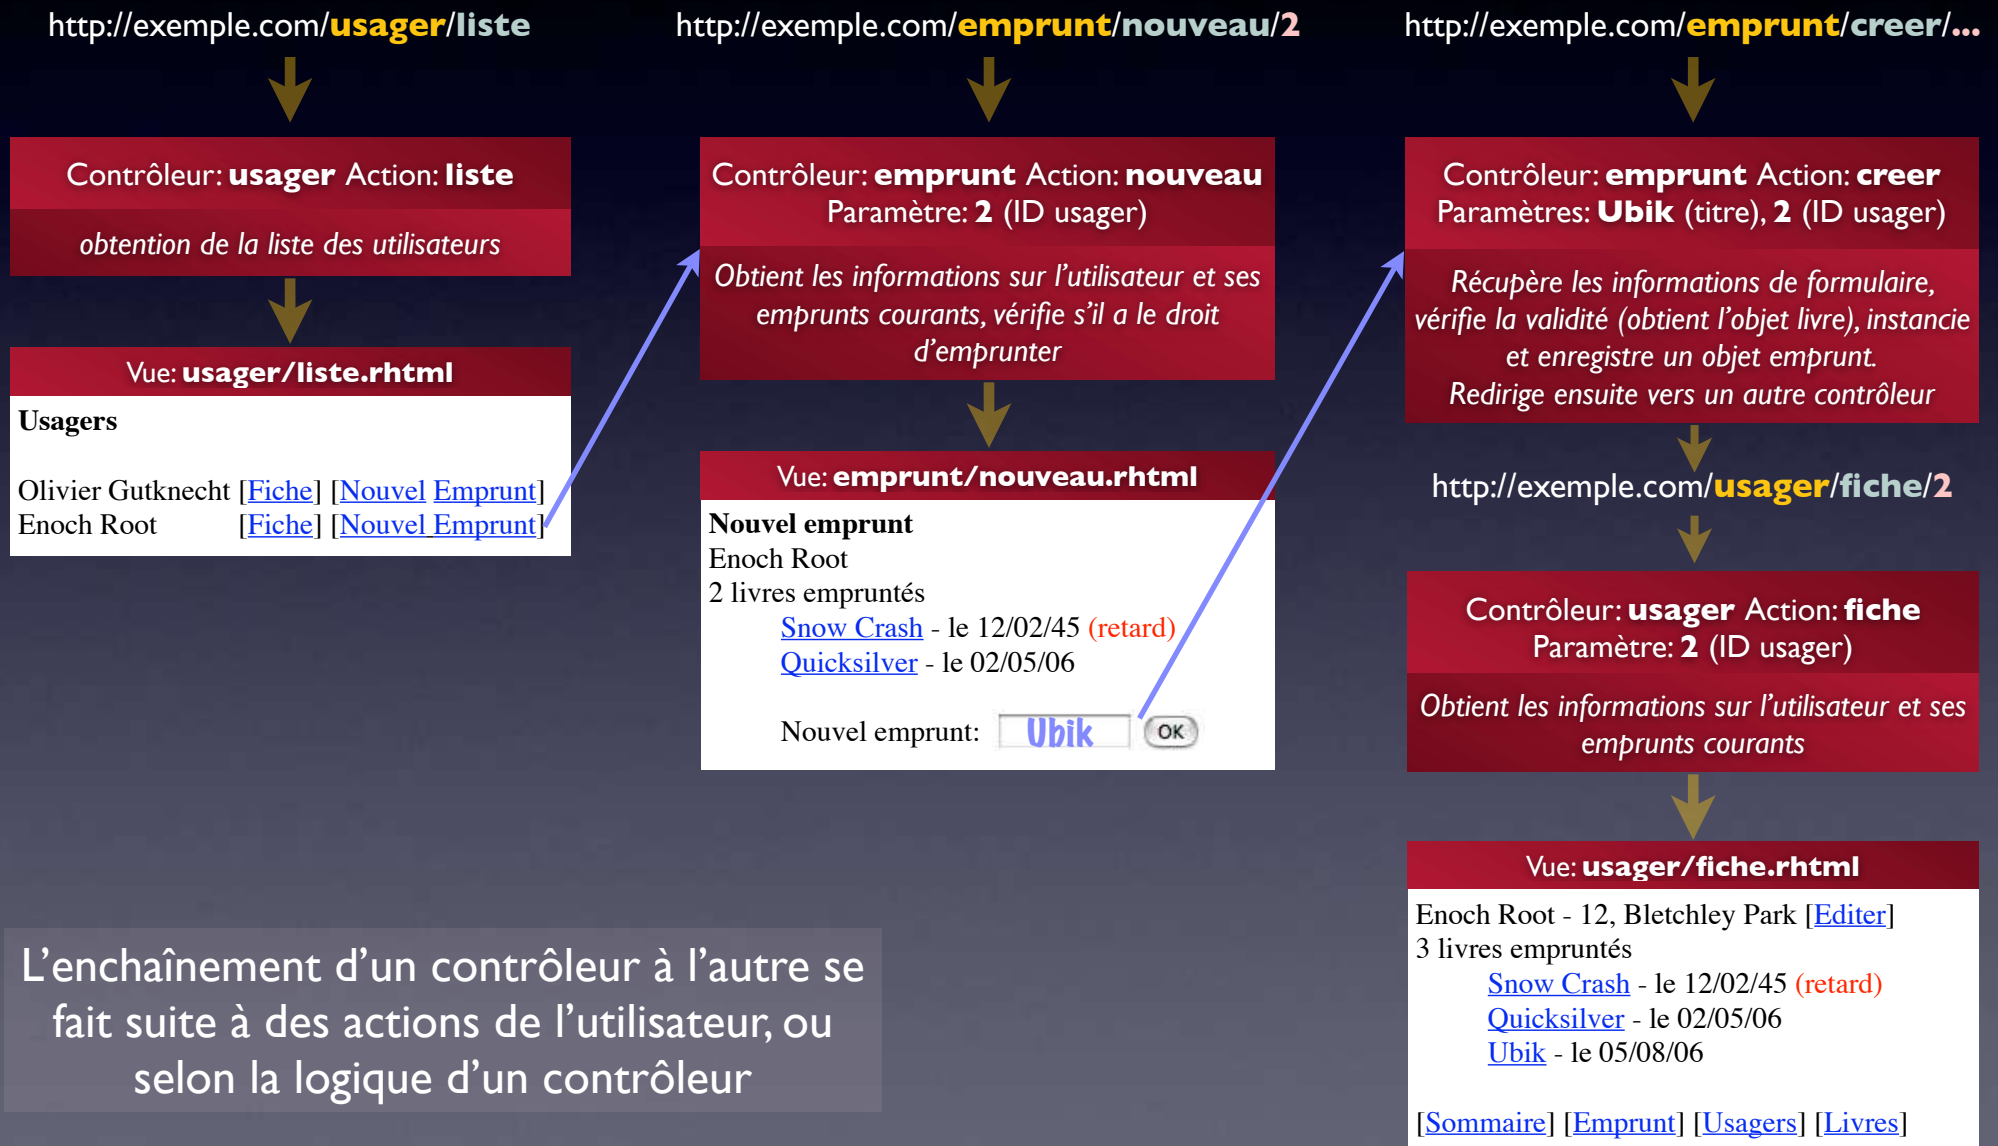 http://exemple.com/usager/liste
Contrôleur: usager Action: liste
obtention de la liste des utilisateurs
Vue: usager/liste.rhtml
Usagers
Olivier Gutknecht [Fiche] [Nouvel Emprunt]
Enoch Root [Fiche] [Nouvel Emprunt]
http://exemple.com/emprunt/nouveau/2
Contrôleur: emprunt Action: nouveau
Paramètre: 2 (ID usager)
Obtient les informations sur l'utilisateur et ses
emprunts courants, vérifie s'il a le droit
d'emprunter
Vue: emprunt/nouveau.rhtml
Nouvel emprunt
Enoch Root
2 livres empruntés
Snow Crash - le 12/02/45 (retard)
Quicksilver - le 02/05/06
Nouvel emprunt: Ubik OK
http://exemple.com/emprunt/creer/...
Contrôleur: emprunt Action: creer
Paramètres: Ubik (titre), 2 (ID usager)
Récupère les informations de formulaire,
vérifie la validité (obtient l'objet livre), instancie
et enregistre un objet emprunt.
Redirige ensuite vers un autre contrôleur
http://exemple.com/usager/fiche/2
Contrôleur: usager Action: fiche
Paramètre: 2 (ID usager)
Obtient les informations sur l'utilisateur et ses
emprunts courants
Vue: usager/fiche.rhtml
Enoch Root - 12, Bletchley Park [Editer]
3 livres empruntés
Snow Crash - le 12/02/45 (retard)
Quicksilver - le 02/05/06
Ubik - le 05/08/06
[Sommaire] [Emprunt] [Usagers] [Livres]
L'enchaînement d'un contrôleur à l'autre se
fait suite à des actions de l'utilisateur, ou
selon la logique d'un contrôleur